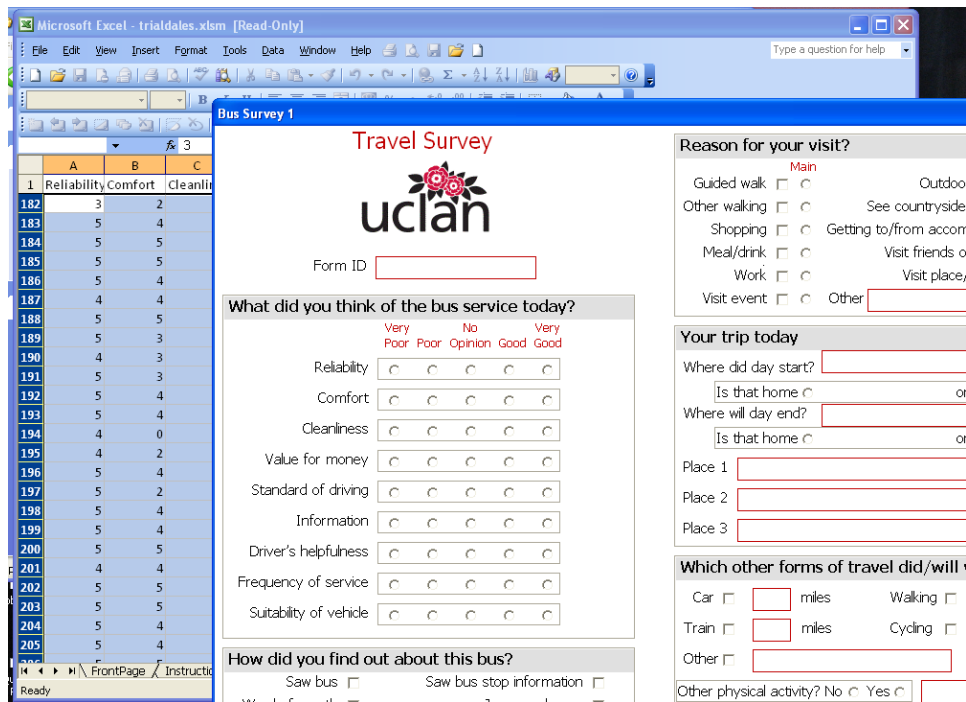 Microsoft Excel - trialdales.xlsm [Read-Only]
File Edit View Insert Format Tools Data Window Help
Type a question for help
B
fx 3
A B C
1 Reliability Comfort Cleanlin
182 3 2
183 5 4
184 5 5
185 5 5
186 5 4
187 4 4
188 5 5
189 5 3
190 4 3
191 5 3
192 5 4
193 5 4
194 4 0
195 4 2
196 5 4
197 5 2
198 5 4
199 5 4
200 5 5
201 4 4
202 5 5
203 5 5
204 5 4
205 5 4
FrontPage / Instructio
Ready
Bus Survey 1
Travel Survey
uclan
Form ID
What did you think of the bus service today?
Very Poor Poor No Opinion Good Very Good
Reliability
Comfort
Cleanliness
Value for money
Standard of driving
Information
Driver's helpfulness
Frequency of service
Suitability of vehicle
How did you find out about this bus?
Saw bus Saw bus stop information
Reason for your visit?
Main
Guided walk Outdoo
Other walking See countryside
Shopping Getting to/from accom
Meal/drink Visit friends o
Work Visit place/
Visit event Other
Your trip today
Where did day start?
Is that home or
Where will day end?
Is that home or
Place 1
Place 2
Place 3
Which other forms of travel did/will
Car miles Walking
Train miles Cycling
Other
Other physical activity? No Yes